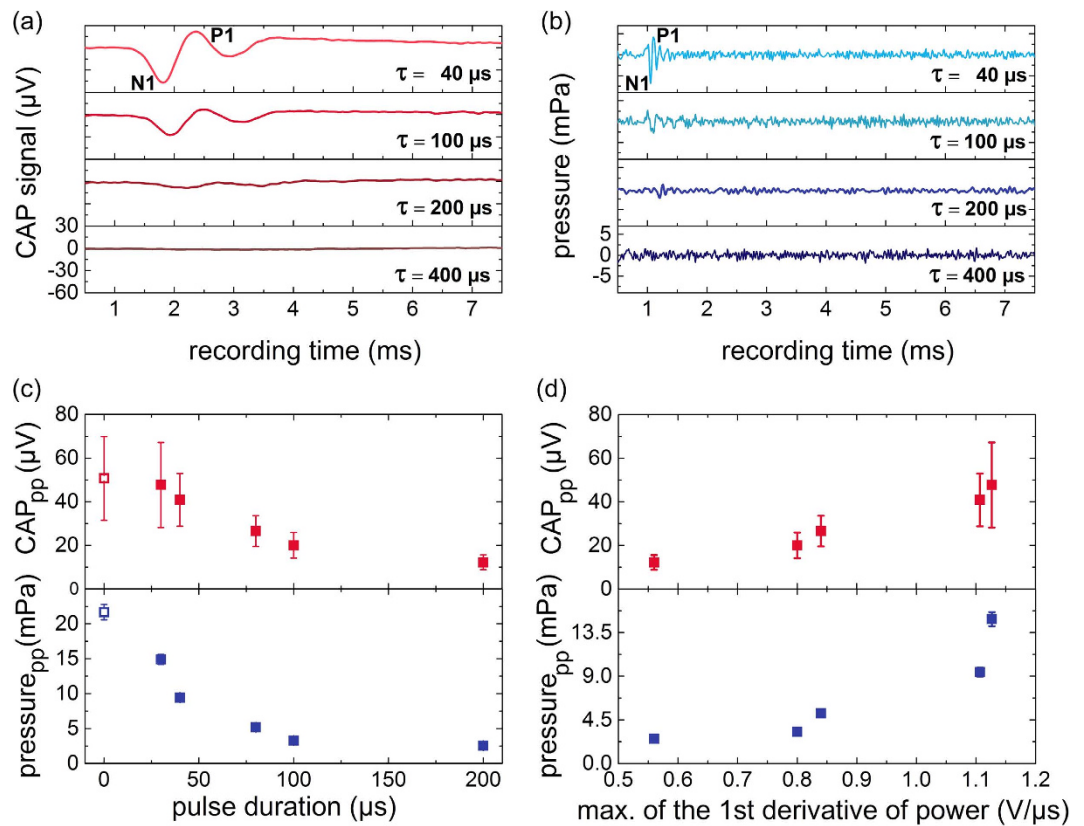 (a)
(b)
CAP signal (µV)
N1
P1
τ = 40 µs
τ = 100 µs
τ = 200 µs
30
0
-30
-60
τ = 400 µs
1 2 3 4 5 6 7
recording time (ms)
pressure (mPa)
N1
P1
τ = 40 µs
τ = 100 µs
τ = 200 µs
5
0
-5
τ = 400 µs
1 2 3 4 5 6 7
recording time (ms)
(c)
(d)
80
60
40
20
0
CAPpp (µV)
20
15
10
5
0
pressurepp (mPa)
0 50 100 150 200
pulse duration (µs)
80
60
40
20
0
CAPpp (µV)
13.5
9.0
4.5
0.0
pressurepp (mPa)
0.5 0.6 0.7 0.8 0.9 1.0 1.1 1.2
max. of the 1st derivative of power (V/µs)